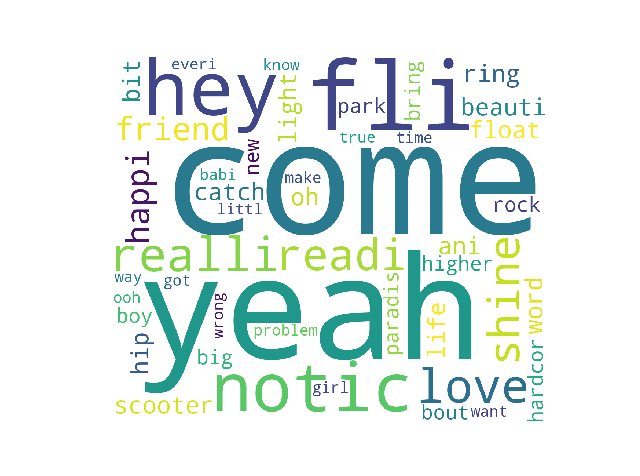 everi
know
bit
hey
fli
ring
light
park
bring
beauti
friend
true
time
float
new
come
happi
babi
catch
make
oh
littl
rock
realli
readi
ani
higher
shine
way
got
yeah
ooh
boy
wrong
problem
paradis
life
word
hip
big
notic
girl
love
hardcor
scooter
bout
want